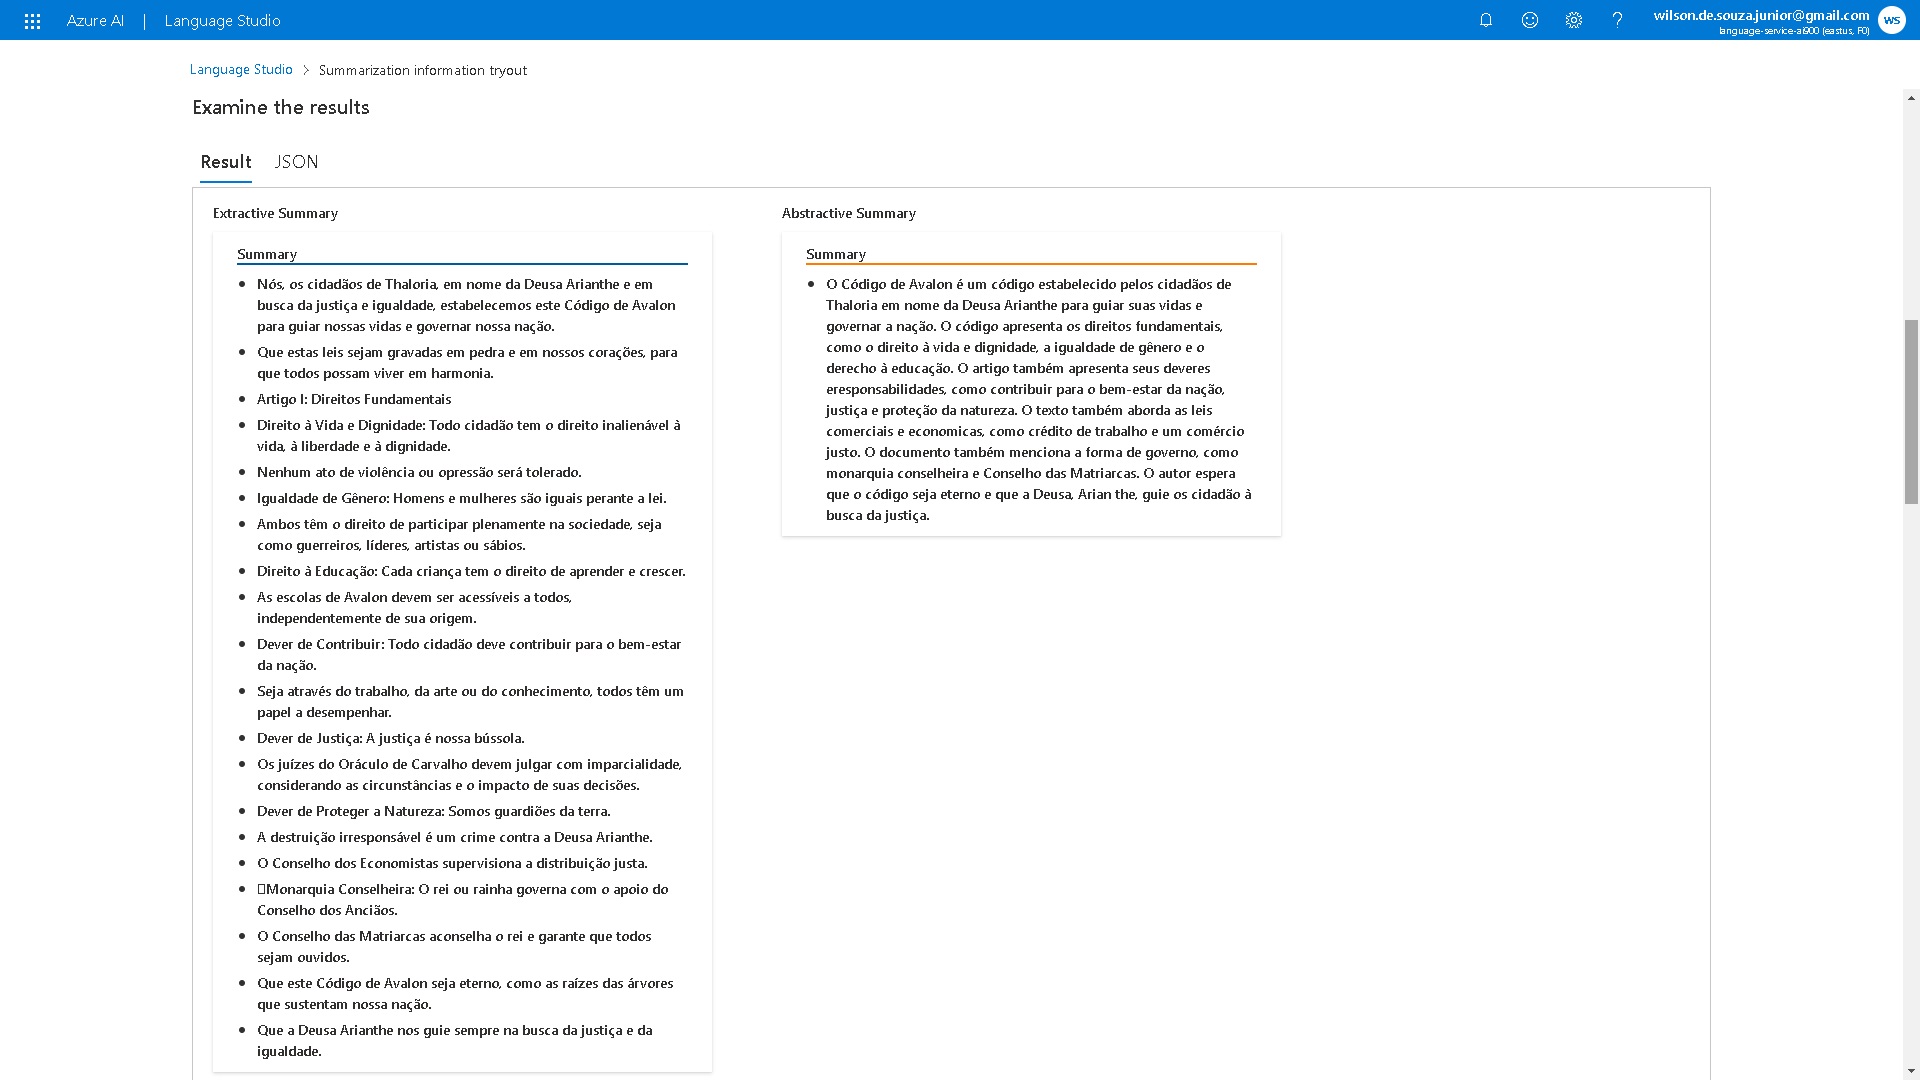 Azure AI | Language Studio
wilson.de.souza.junior@gmail.com
language-service-ai900 (eastus, F0)
WS
Language Studio > Summarization information tryout
Examine the results
Result JSON
Extractive Summary
Summary
Nós, os cidadãos de Thaloria, em nome da Deusa Arianthe e em
busca da justiça e igualdade, estabelecemos este Código de Avalon
para guiar nossas vidas e governar nossa nação.
Que estas leis sejam gravadas em pedra e em nossos corações, para
que todos possam viver em harmonia.
Artigo I: Direitos Fundamentais
Direito à Vida e Dignidade: Todo cidadão tem o direito inalienável à
vida, à liberdade e à dignidade.
Nenhum ato de violência ou opressão será tolerado.
Igualdade de Gênero: Homens e mulheres são iguais perante a lei.
Ambos têm o direito de participar plenamente na sociedade, seja
como guerreiros, líderes, artistas ou sábios.
Direito à Educação: Cada criança tem o direito de aprender e crescer.
As escolas de Avalon devem ser acessíveis a todos,
independentemente de sua origem.
Dever de Contribuir: Todo cidadão deve contribuir para o bem-estar
da nação.
Seja através do trabalho, da arte ou do conhecimento, todos têm um
papel a desempenhar.
Dever de Justiça: A justiça é nossa bússola.
Os juízes do Oráculo de Carvalho devem julgar com imparcialidade,
considerando as circunstâncias e o impacto de suas decisões.
Dever de Proteger a Natureza: Somos guardiões da terra.
A destruição irresponsável é um crime contra a Deusa Arianthe.
O Conselho dos Economistas supervisiona a distribuição justa.
Monarquia Conselheira: O rei ou rainha governa com o apoio do
Conselho dos Anciãos.
O Conselho das Matriarcas aconselha o rei e garante que todos
sejam ouvidos.
Que este Código de Avalon seja eterno, como as raízes das árvores
que sustentam nossa nação.
Que a Deusa Arianthe nos guie sempre na busca da justiça e da
igualdade.
Abstractive Summary
Summary
O Código de Avalon é um código estabelecido pelos cidadãos de
Thaloria em nome da Deusa Arianthe para guiar suas vidas e
governar a nação. O código apresenta os direitos fundamentais,
como o direito à vida e dignidade, a igualdade de gênero e o
derecho à educação. O artigo também apresenta seus deveres
eresponsabilidades, como contribuir para o bem-estar da nação,
justiça e proteção da natureza. O texto também aborda as leis
comerciais e economicas, como crédito de trabalho e um comércio
justo. O documento também menciona a forma de governo, como
monarquia conselheira e Conselho das Matriarcas. O autor espera
que o código seja eterno e que a Deusa, Arian the, guie os cidadão à
busca da justiça.